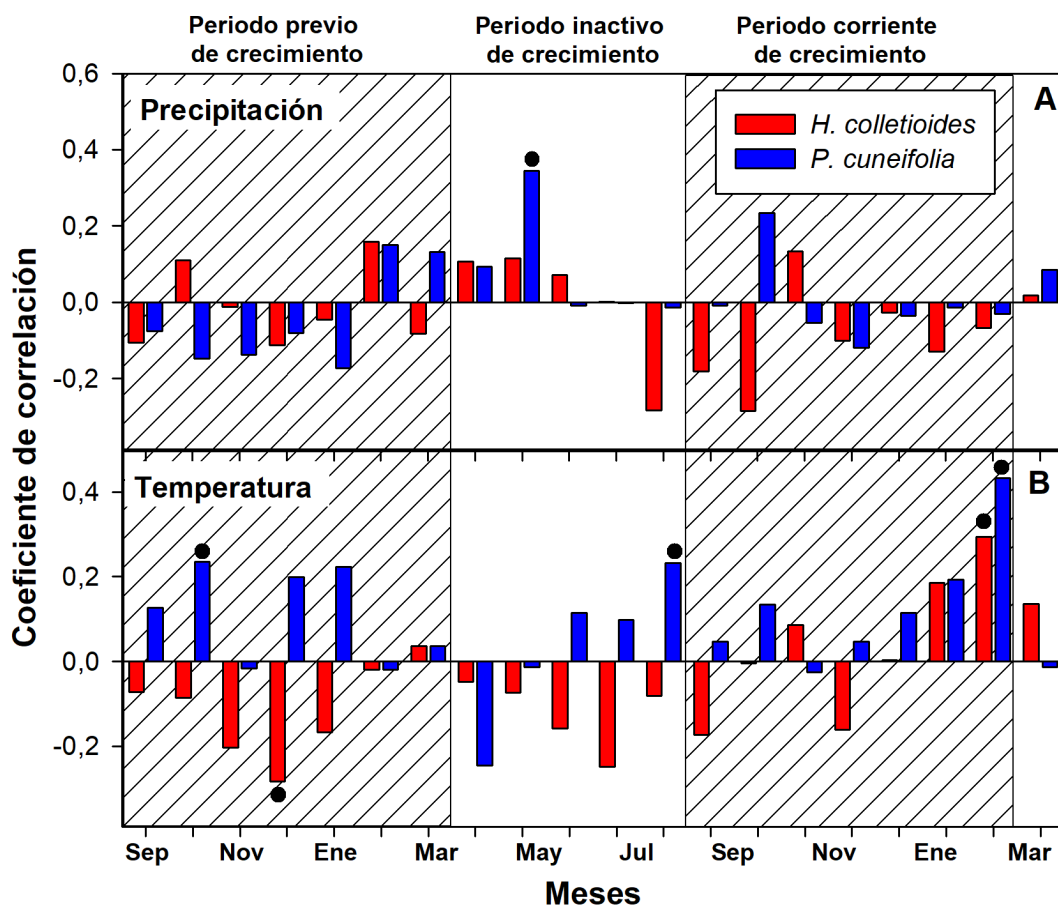 Periodo previo
de crecimiento
Periodo inactivo
de crecimiento
Periodo corriente
de crecimiento
Precipitación
A
H. colletioides
P. cuneifolia
0,6
0,4
0,2
0,0
-0,2
Coeficiente de correlación
Temperatura
B
0,4
0,2
0,0
-0,2
Sep Nov Ene Mar May Jul Sep Nov Ene Mar
Meses